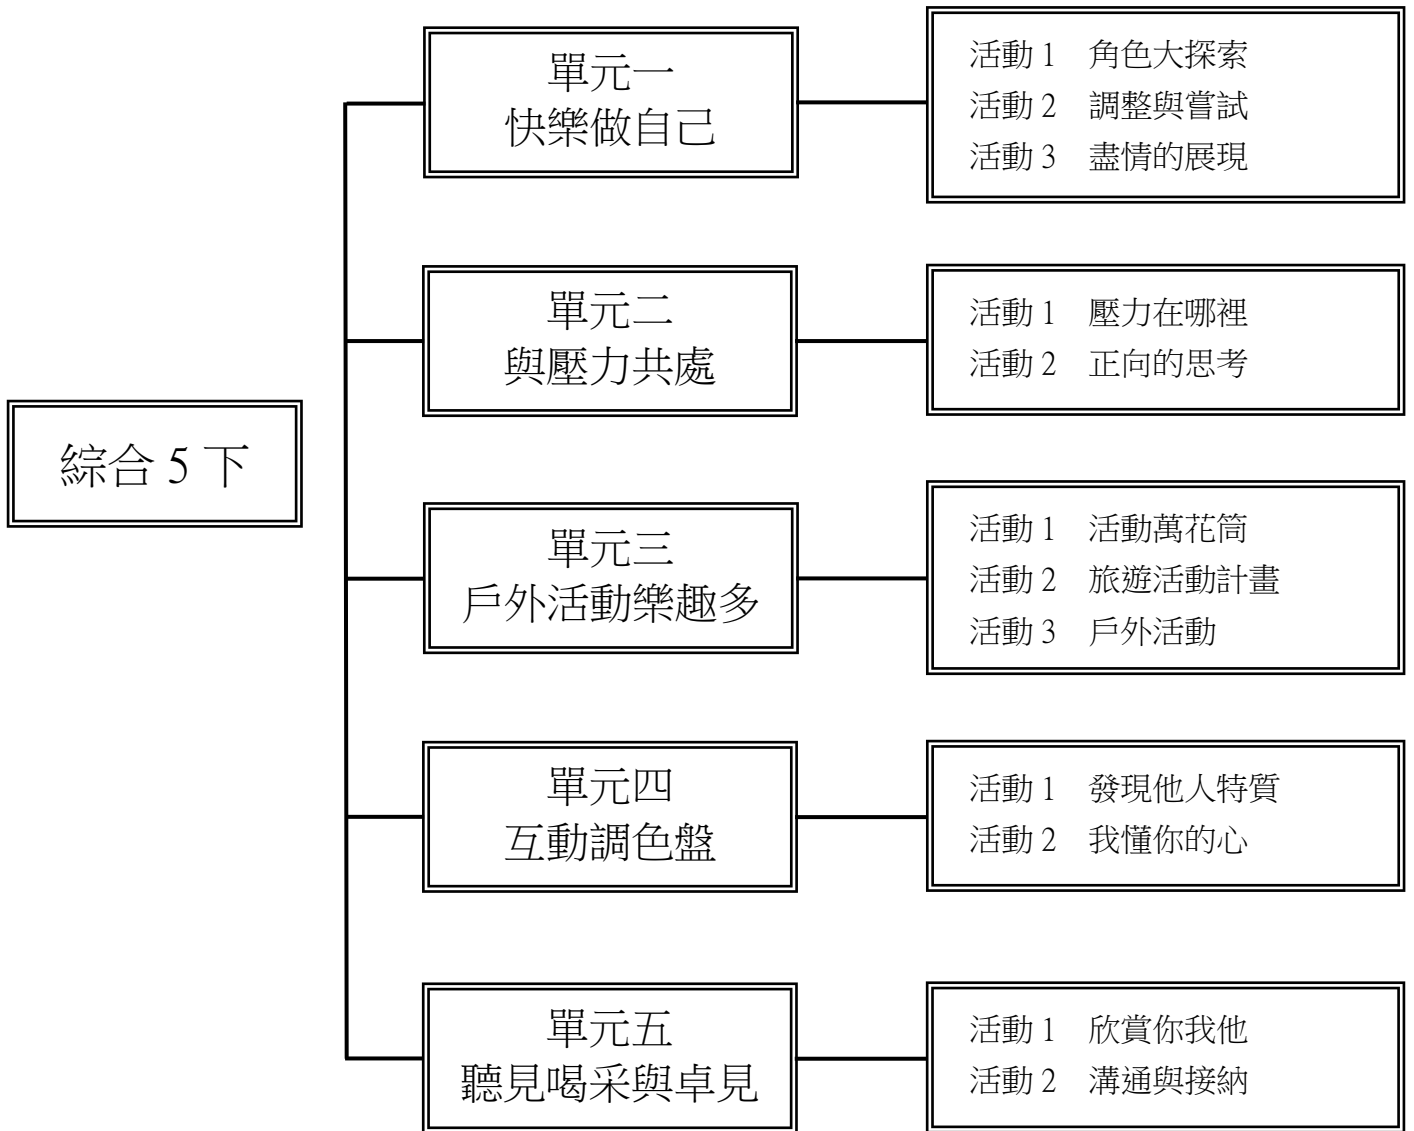 綜合 5 下
單元一
快樂做自己
活動 1 角色大探索
活動 2 調整與嘗試
活動 3 盡情的展現
單元二
與壓力共處
活動 1 壓力在哪裡
活動 2 正向的思考
單元三
戶外活動樂趣多
活動 1 活動萬花筒
活動 2 旅遊活動計畫
活動 3 戶外活動
單元四
互動調色盤
活動 1 發現他人特質
活動 2 我懂你的心
單元五
聽見喝采與卓見
活動 1 欣賞你我他
活動 2 溝通與接納